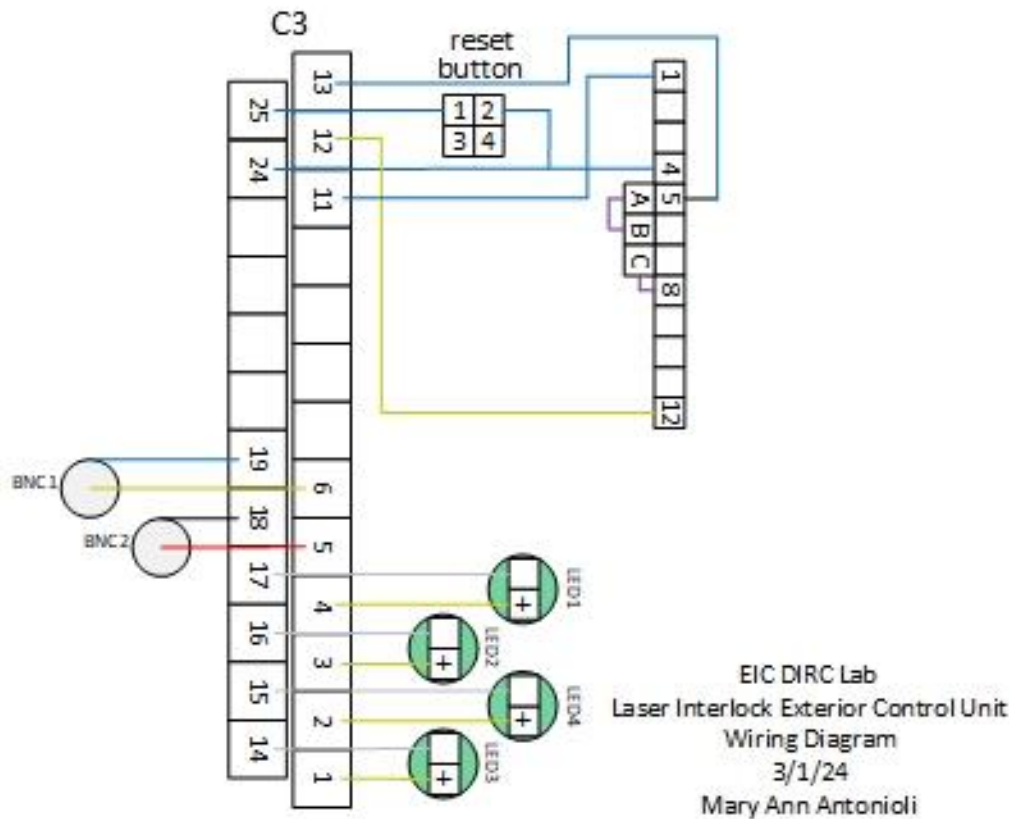 C3
reset
button
1 2
3 4
13
12
11
6
5
4
3
2
1
25
24
19
18
17
16
15
14
1
4
5
8
12
A
B
C
BNC 1
BNC 2
LED1
+
LED2
+
LED4
+
LED3
+
EIC DIRC Lab
Laser Interlock Exterior Control Unit
Wiring Diagram
3/1/24
Mary Ann Antonioli